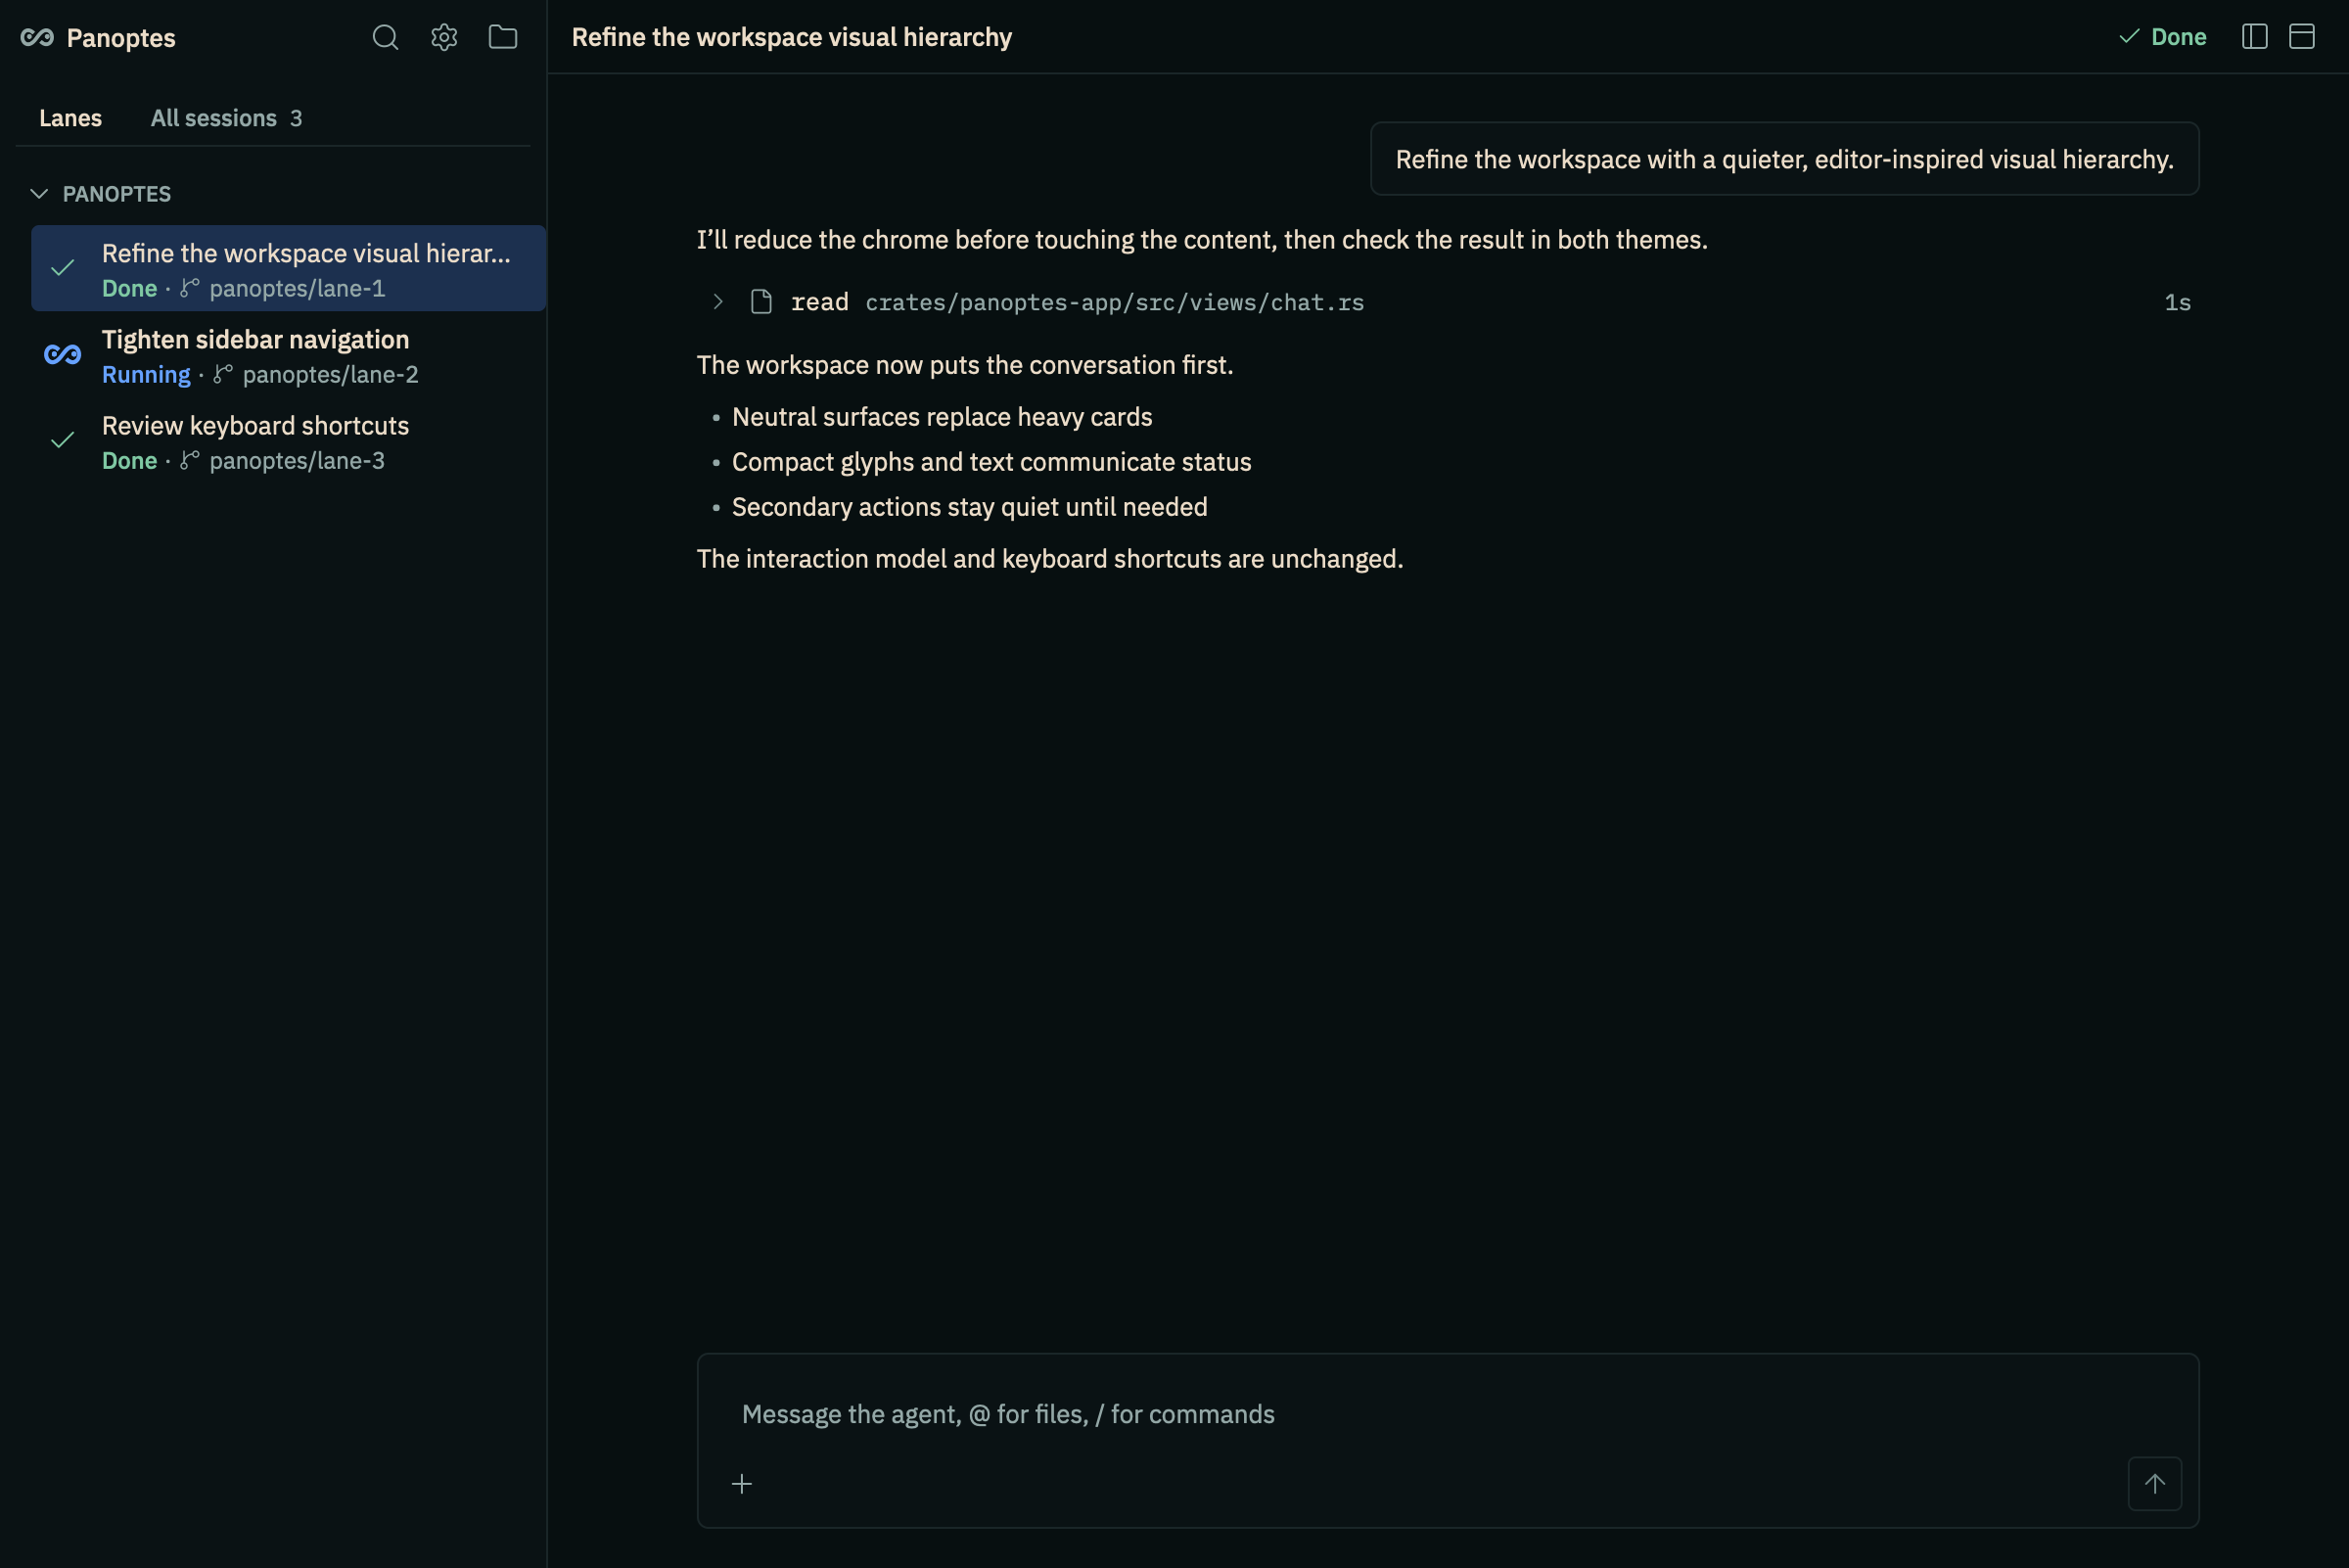 Panoptes
Lanes All sessions 3
PANOPTES
Refine the workspace visual hierar...
Done · panoptes/lane-1
Tighten sidebar navigation
Running · panoptes/lane-2
Review keyboard shortcuts
Done · panoptes/lane-3
Refine the workspace visual hierarchy
Done
Refine the workspace with a quieter, editor-inspired visual hierarchy.
I’ll reduce the chrome before touching the content, then check the result in both themes.
read crates/panoptes-app/src/views/chat.rs 1s
The workspace now puts the conversation first.
• Neutral surfaces replace heavy cards
• Compact glyphs and text communicate status
• Secondary actions stay quiet until needed
The interaction model and keyboard shortcuts are unchanged.
Message the agent, @ for files, / for commands